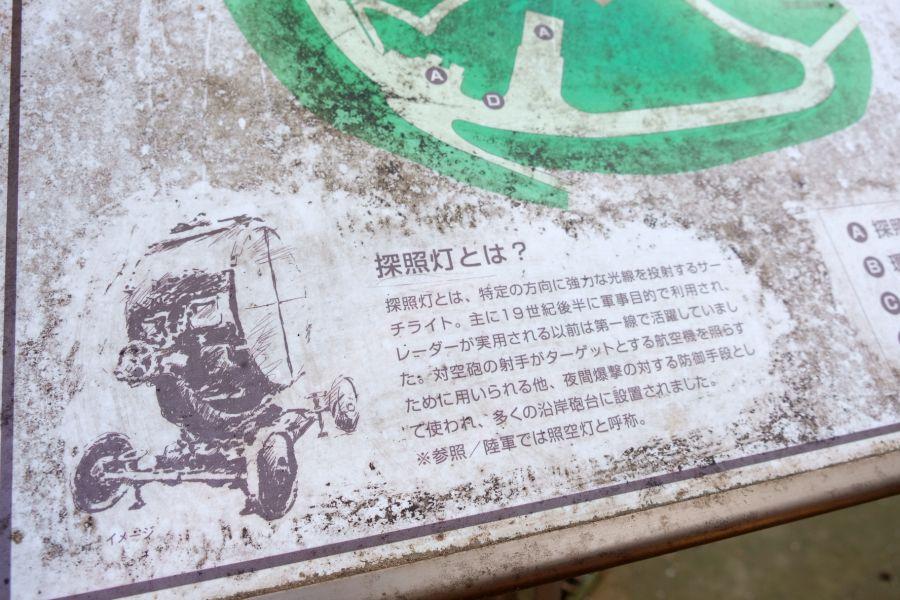 A
A
D
探照灯とは?
探照灯とは、特定の方向に強力な光線を投射するサー
チライト。主に19世紀後半に軍事目的で利用され、
レーダーが実用される以前は第一線で活躍していまし
た。対空砲の射手がターゲットとする航空機を照らす
ために用いられる他、夜間爆撃の対する防御手段とし
て使われ、多くの沿岸砲台に設置されました。
※参照/陸軍では照空灯と呼称。
イメージ
A 探照
B
C